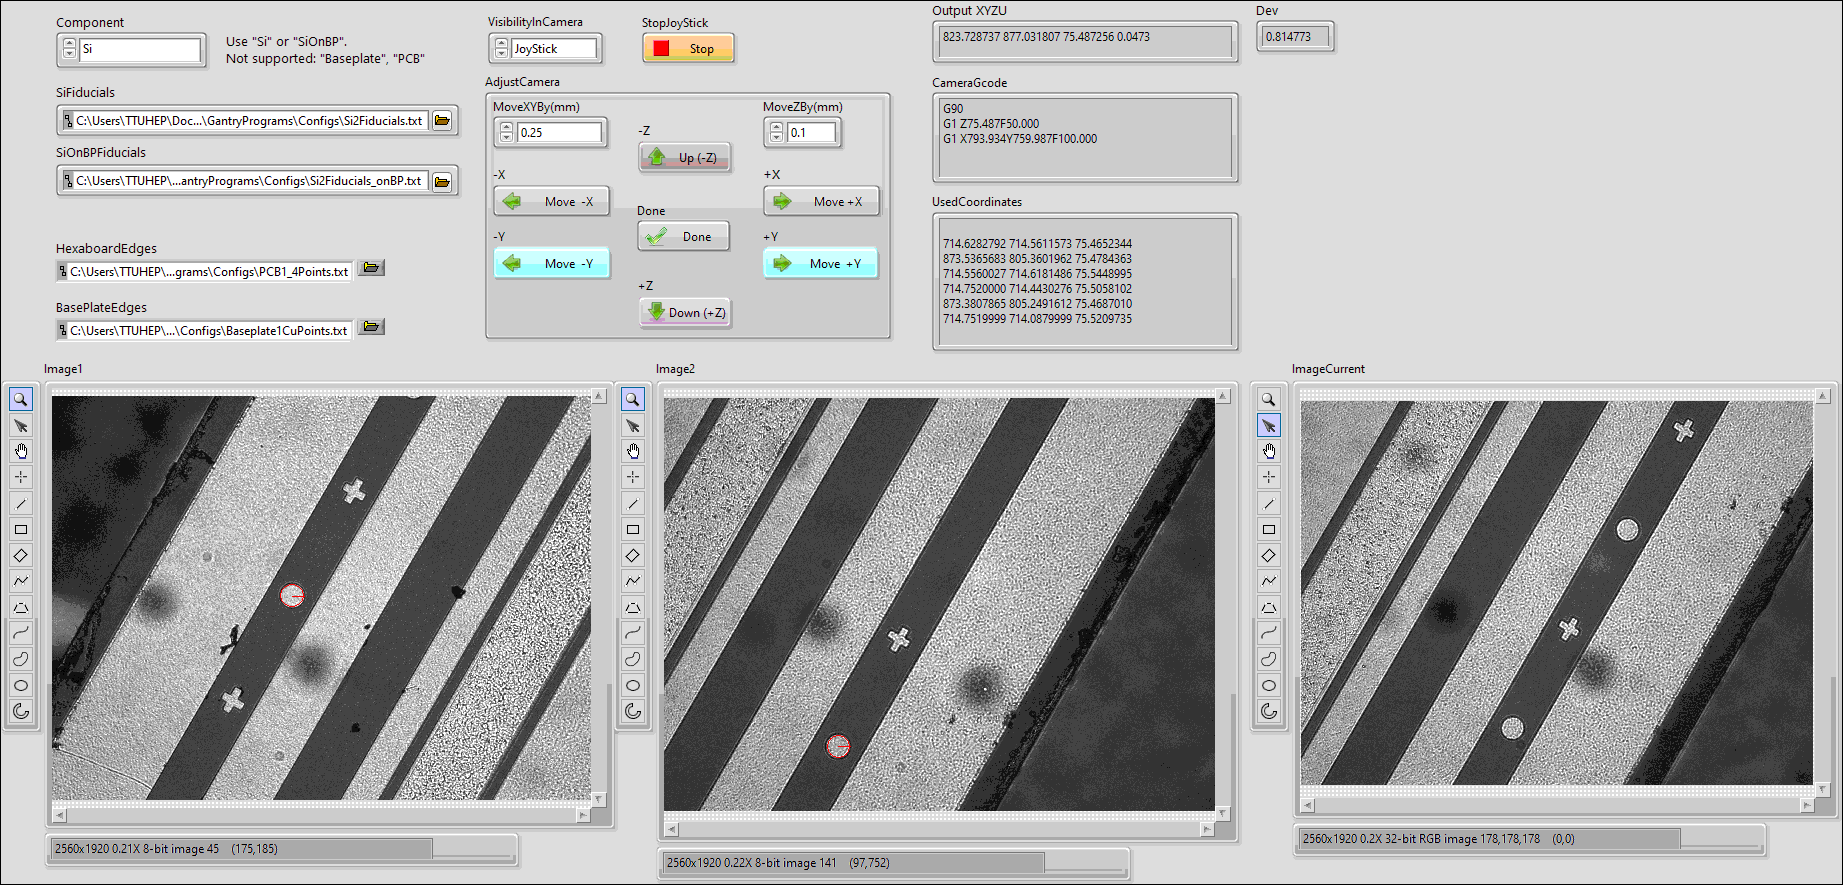 Component
Si
Use "Si" or "SiOnBP".
Not supported: "Baseplate", "PCB"
SiFiducials
C:\Users\TTUHEP\Doc...\GantryPrograms\Configs\Si2Fiducials.txt
SiOnBPFiducials
C:\Users\TTUHEP\...antryPrograms\Configs\Si2Fiducials_onBP.txt
HexaboardEdges
C:\Users\TTUHEP\...grams\Configs\PCB1_4Points.txt
BasePlateEdges
C:\Users\TTUHEP\...\Configs\Baseplate1CuPoints.txt
VisibilityInCamera
JoyStick
StopJoyStick
Stop
AdjustCamera
MoveXYBy(mm)
0.25
MoveZBy(mm)
0.1
-Z
Up (-Z)
-X
Move -X
+X
Move +X
Done
Done
-Y
Move -Y
+Y
Move +Y
+Z
Down (+Z)
Output XYZU
823.728737 877.031807 75.487256 0.0473
Dev
0.814773
CameraGcode
G90
G1 Z75.487F50.000
G1 X793.934Y759.987F100.000
UsedCoordinates
714.6282792 714.5611573 75.4652344
873.5365683 805.3601962 75.4784363
714.5560027 714.6181486 75.5448995
714.7520000 714.4430276 75.5058102
873.3807865 805.2491612 75.4687010
714.7519999 714.0879999 75.5209735
Image1
2560x1920 0.21X 8-bit image 45 (175,185)
Image2
2560x1920 0.22X 8-bit image 141 (97,752)
ImageCurrent
2560x1920 0.2X 32-bit RGB image 178,178,178 (0,0)